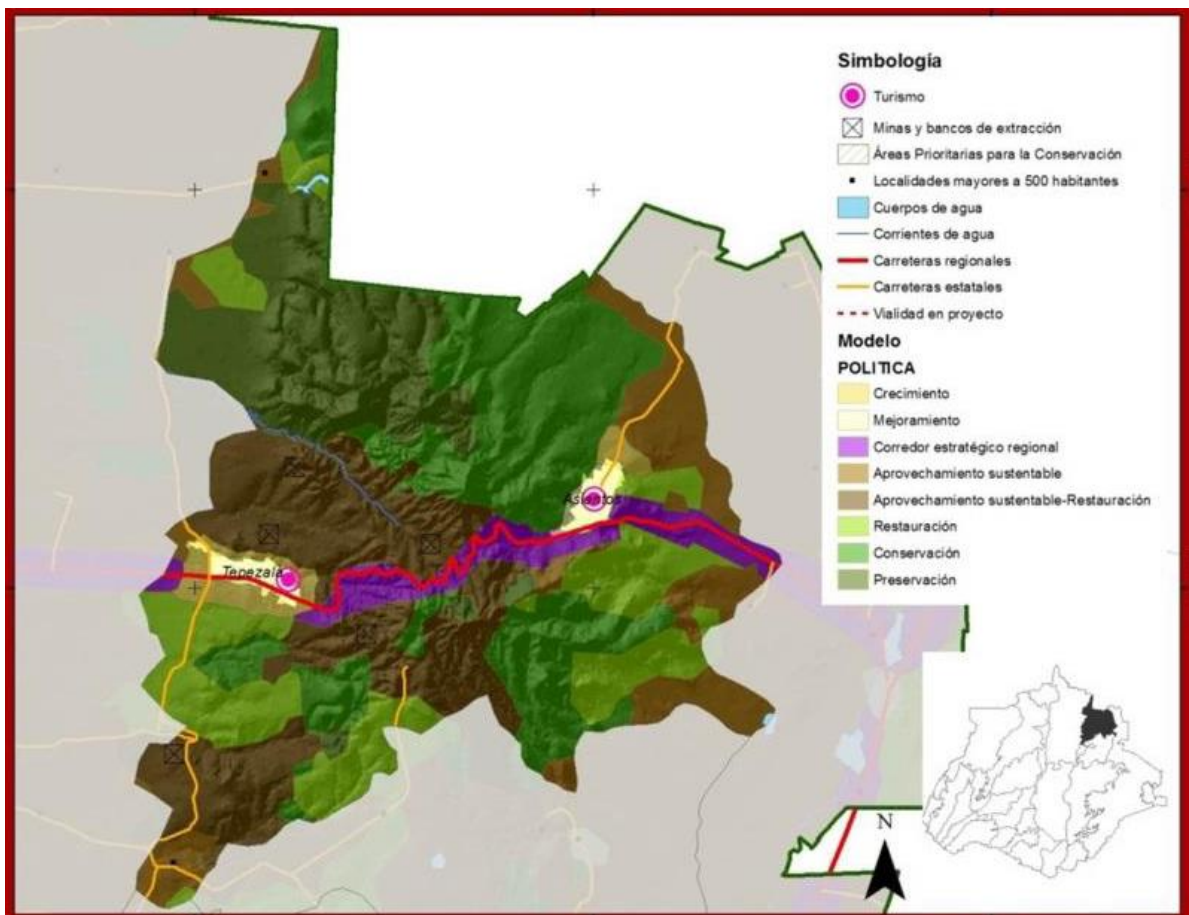 Simbología
Turismo
Minas y bancos de extracción
Áreas Prioritarias para la Conservación
Localidades mayores a 500 habitantes
Cuerpos de agua
Corrientes de agua
Carreteras regionales
Carreteras estatales
Vialidad en proyecto
Modelo
POLITICA
Crecimiento
Mejoramiento
Corredor estratégico regional
Aprovechamiento sustentable
Aprovechamiento sustentable-Restauración
Restauración
Conservación
Preservación
Asientos
Tepezala
N